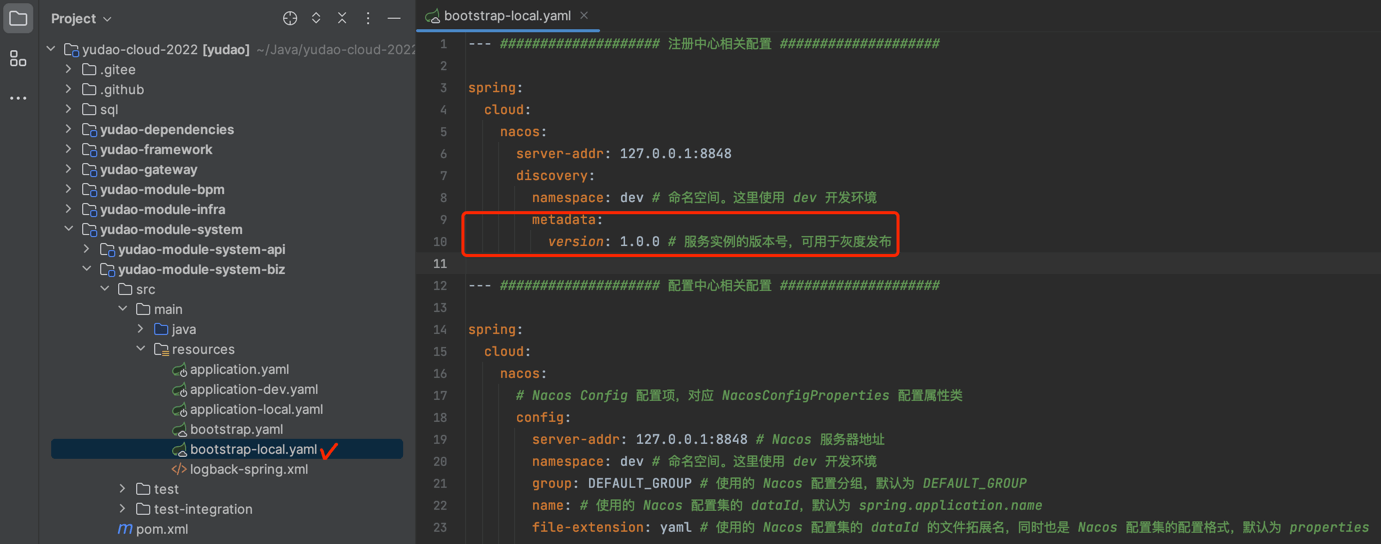 Project
yudao-cloud-2022 [yudao] ~/Java/yudao-cloud-2022
.gitee
.github
sql
yudao-dependencies
yudao-framework
yudao-gateway
yudao-module-bpm
yudao-module-infra
yudao-module-system
yudao-module-system-api
yudao-module-system-biz
src
main
java
resources
application.yaml
application-dev.yaml
application-local.yaml
bootstrap.yaml
bootstrap-local.yaml
logback-spring.xml
test
test-integration
pom.xml
bootstrap-local.yaml
1 --- #################### 注册中心相关配置 ####################
2
3 spring:
4 cloud:
5 nacos:
6 server-addr: 127.0.0.1:8848
7 discovery:
8 namespace: dev # 命名空间。这里使用 dev 开发环境
9 metadata:
10 version: 1.0.0 # 服务实例的版本号，可用于灰度发布
11
12 --- #################### 配置中心相关配置 ####################
13
14 spring:
15 cloud:
16 nacos:
17 # Nacos Config 配置项，对应 NacosConfigProperties 配置属性类
18 config:
19 server-addr: 127.0.0.1:8848 # Nacos 服务器地址
20 namespace: dev # 命名空间。这里使用 dev 开发环境
21 group: DEFAULT_GROUP # 使用的 Nacos 配置分组，默认为 DEFAULT_GROUP
22 name: # 使用的 Nacos 配置集的 dataId，默认为 spring.application.name
23 file-extension: yaml # 使用的 Nacos 配置集的 dataId 的文件拓展名，同时也是 Nacos 配置集的配置格式，默认为 properties